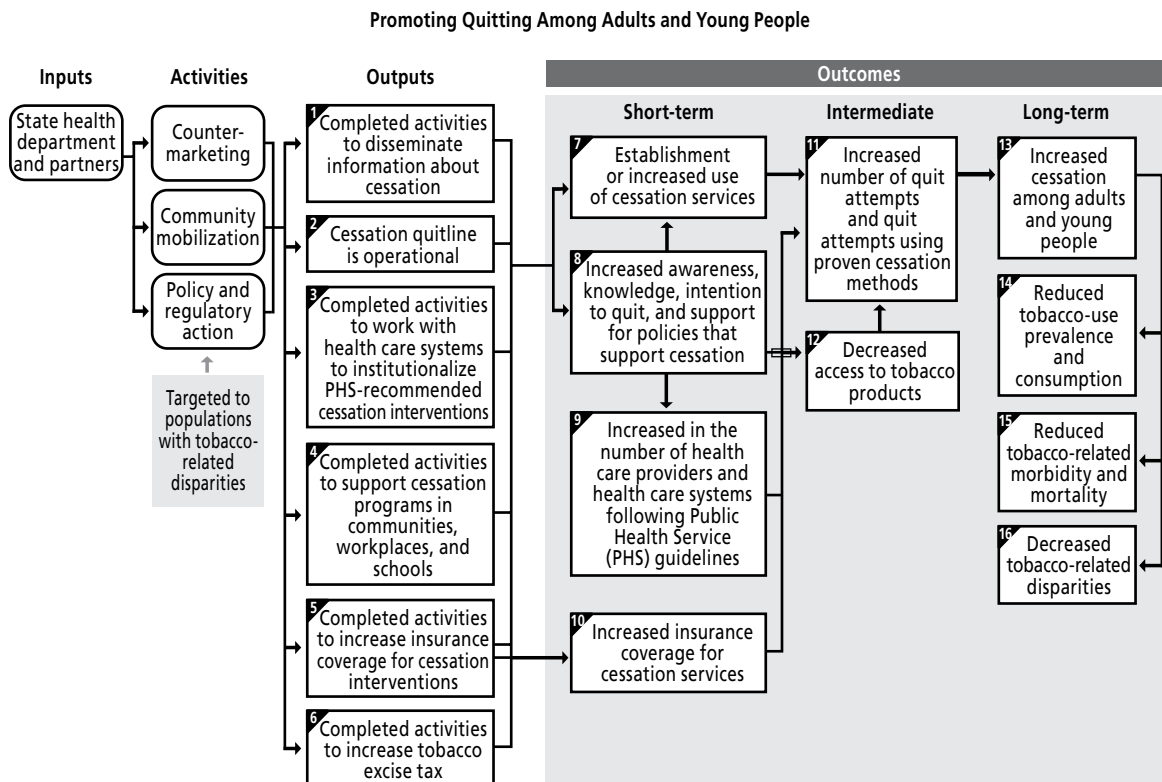 Promoting Quitting Among Adults and Young People
Inputs
Activities
Outputs
Outcomes
Short-term
Intermediate
Long-term
State health
department
and partners
Counter-
marketing
Community
mobilization
Policy and
regulatory
action
Targeted to
populations
with tobacco-
related
disparities
1
Completed activities
to disseminate
information about
cessation
2
Cessation quitline
is operational
3
Completed activities
to work with
health care systems
to institutionalize
PHS-recommended
cessation interventions
4
Completed activities
to support cessation
programs in
communities,
workplaces, and
schools
5
Completed activities
to increase insurance
coverage for cessation
interventions
6
Completed activities
to increase tobacco
excise tax
7
Establishment
or increased use
of cessation services
8
Increased awareness,
knowledge, intention
to quit, and support
for policies that
support cessation
9
Increased in the
number of health
care providers and
health care systems
following Public
Health Service
(PHS) guidelines
10
Increased insurance
coverage for
cessation services
11
Increased
number of quit
attempts
and quit
attempts using
proven cessation
methods
12
Decreased
access to tobacco
products
13
Increased
cessation
among adults
and young
people
14
Reduced
tobacco-use
prevalence
and
consumption
15
Reduced
tobacco-related
morbidity and
mortality
16
Decreased
tobacco-related
disparities